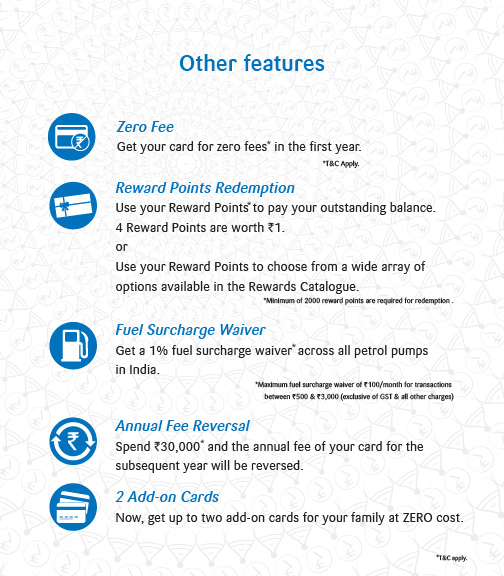 Other features
Zero Fee
Get your card for zero fees* in the first year.
*T&C Apply.
Reward Points Redemption
Use your Reward Points* to pay your outstanding balance.
4 Reward Points are worth ₹1.
or
Use your Reward Points to choose from a wide array of
options available in the Rewards Catalogue.
*Minimum of 2000 reward points are required for redemption .
Fuel Surcharge Waiver
Get a 1% fuel surcharge waiver* across all petrol pumps
in India.
*Maximum fuel surcharge waiver of ₹100/month for transactions
between ₹500 & ₹3,000 (exclusive of GST & all other charges)
Annual Fee Reversal
Spend ₹30,000* and the annual fee of your card for the
subsequent year will be reversed.
2 Add-on Cards
Now, get up to two add-on cards for your family at ZERO cost.
*T&C apply.